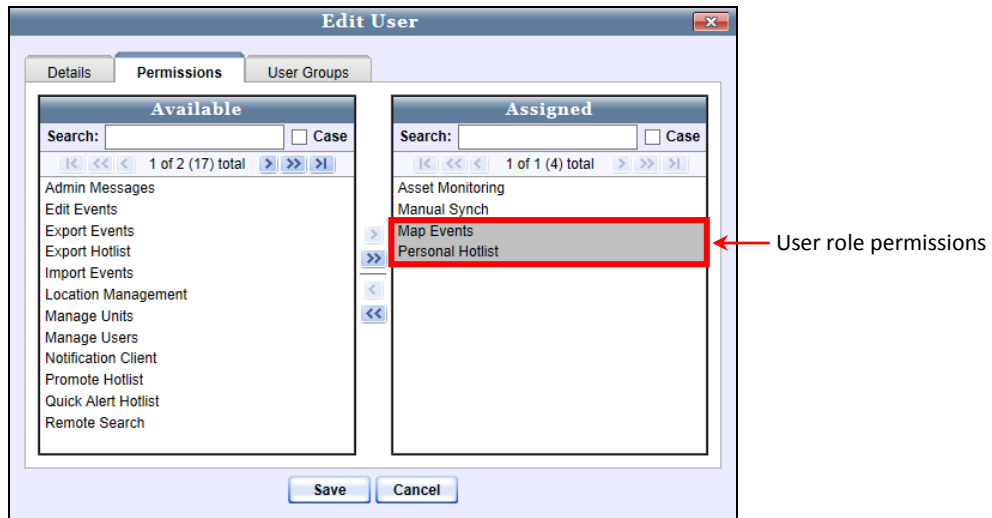 Edit User
Details Permissions User Groups
Available
Search: Case
1 of 2 (17) total
Admin Messages
Edit Events
Export Events
Export Hotlist
Import Events
Location Management
Manage Units
Manage Users
Notification Client
Promote Hotlist
Quick Alert Hotlist
Remote Search
Assigned
Search: Case
1 of 1 (4) total
Asset Monitoring
Manual Synch
Map Events
Personal Hotlist
User role permissions
Save Cancel